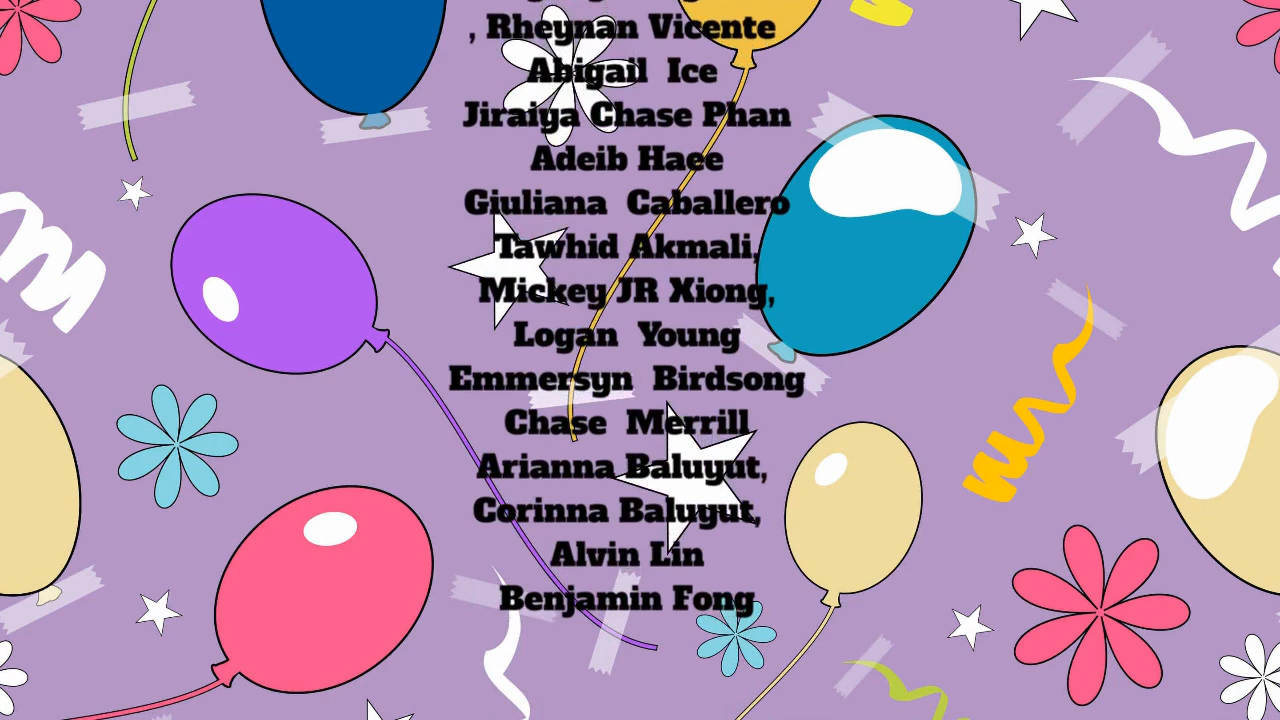 , Rheynan Vicente
Abigail Ice
Jiraiya Chase Phan
Adeib Haee
Giuliana Caballero
Tawhid Akmali,
Mickey JR Xiong,
Logan Young
Emmersyn Birdsong
Chase Merrill
Arianna Baluyut,
Corinna Baluyut,
Alvin Lin
Benjamin Fong